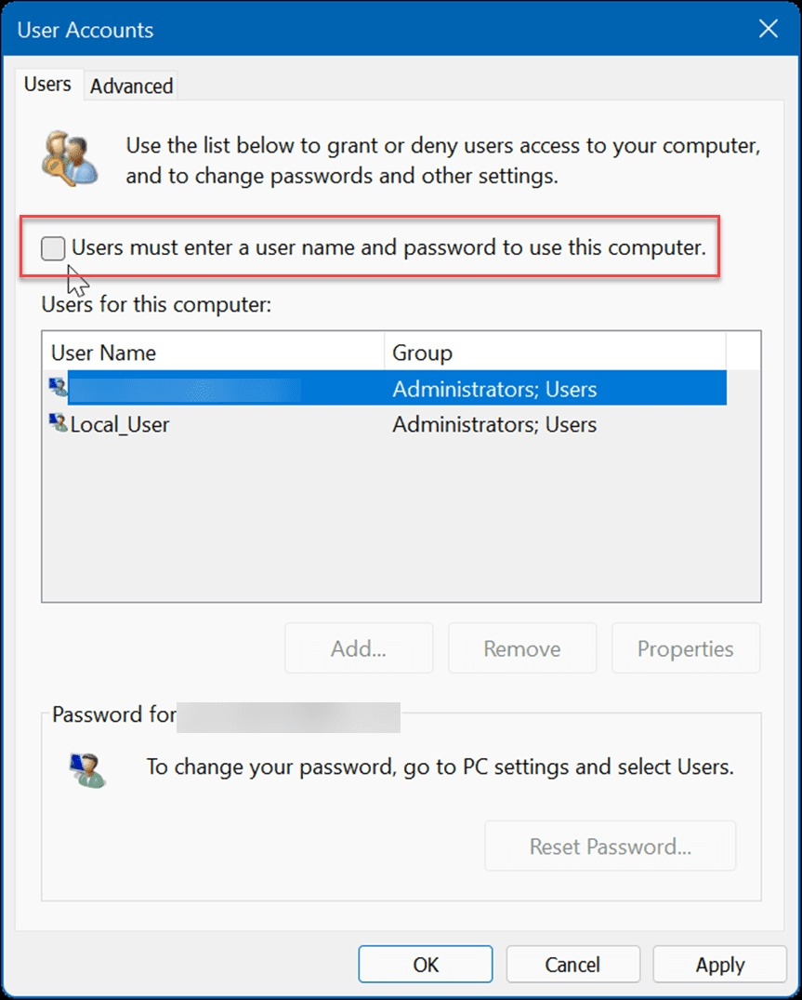 User Accounts
Users
Advanced
Use the list below to grant or deny users access to your computer,
and to change passwords and other settings.
Users must enter a user name and password to use this computer.
Users for this computer:
User Name Group
Administrators; Users
Local_User Administrators; Users
Add... Remove Properties
Password for
To change your password, go to PC settings and select Users.
Reset Password...
OK Cancel Apply